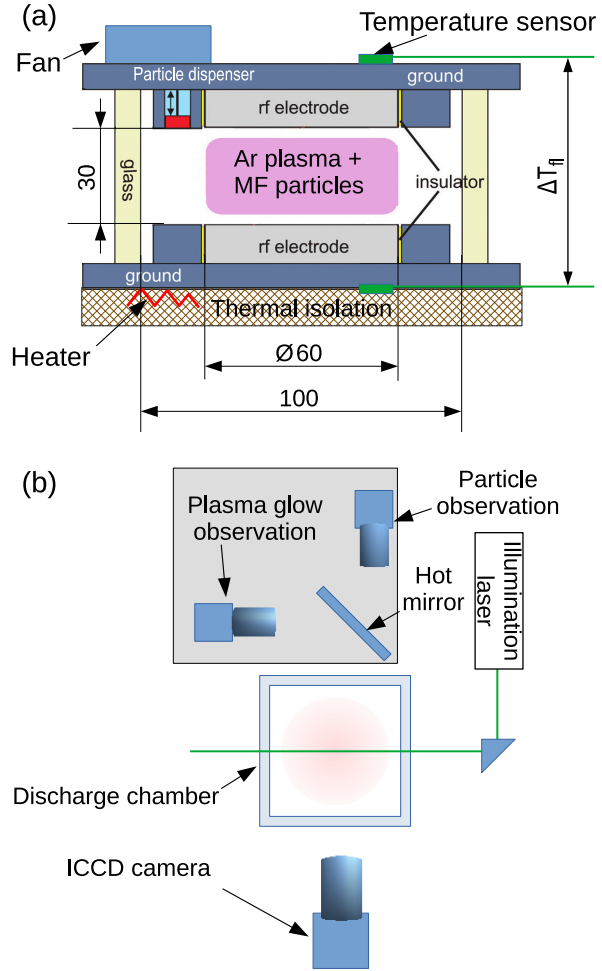 (a)
Temperature sensor
Fan
Particle dispenser
ground
rf electrode
Ar plasma +
MF particles
glass
30
insulator
ΔTfl
rf electrode
ground
Thermal isolation
Heater
Ø60
100
(b)
Particle
observation
Plasma glow
observation
Illumination
laser
Hot
mirror
Discharge chamber
ICCD camera